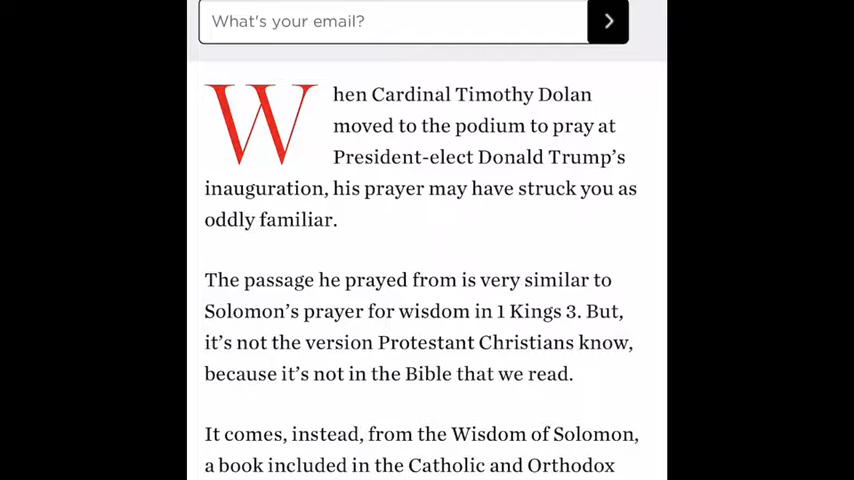 What's your email?
When Cardinal Timothy Dolan
moved to the podium to pray at
President-elect Donald Trump’s
inauguration, his prayer may have struck you as
oddly familiar.
The passage he prayed from is very similar to
Solomon’s prayer for wisdom in 1 Kings 3. But,
it’s not the version Protestant Christians know,
because it’s not in the Bible that we read.
It comes, instead, from the Wisdom of Solomon,
a book included in the Catholic and Orthodox